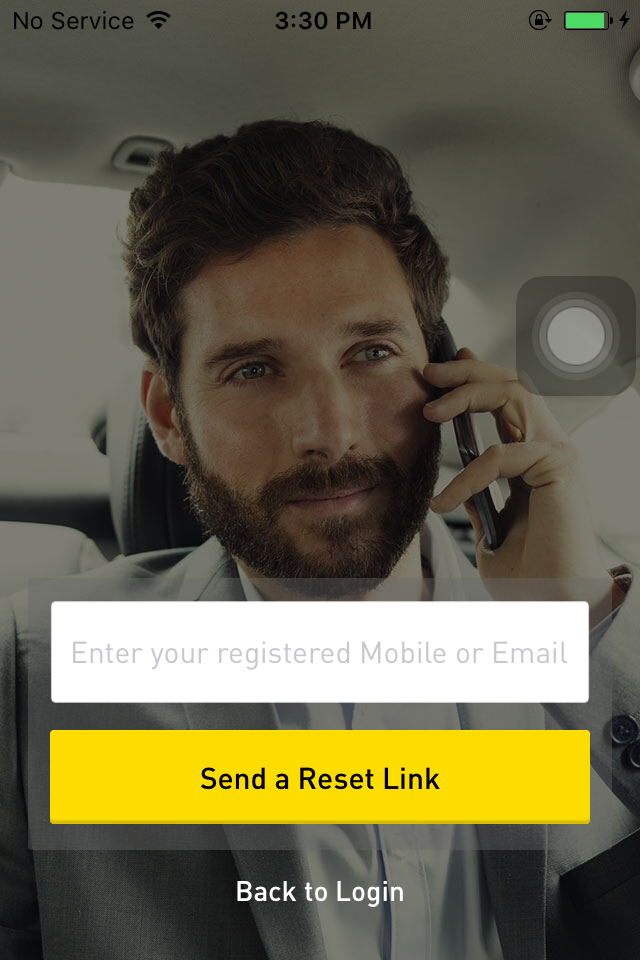 No Service 3:30 PM
Enter your registered Mobile or Email
Send a Reset Link
Back to Login